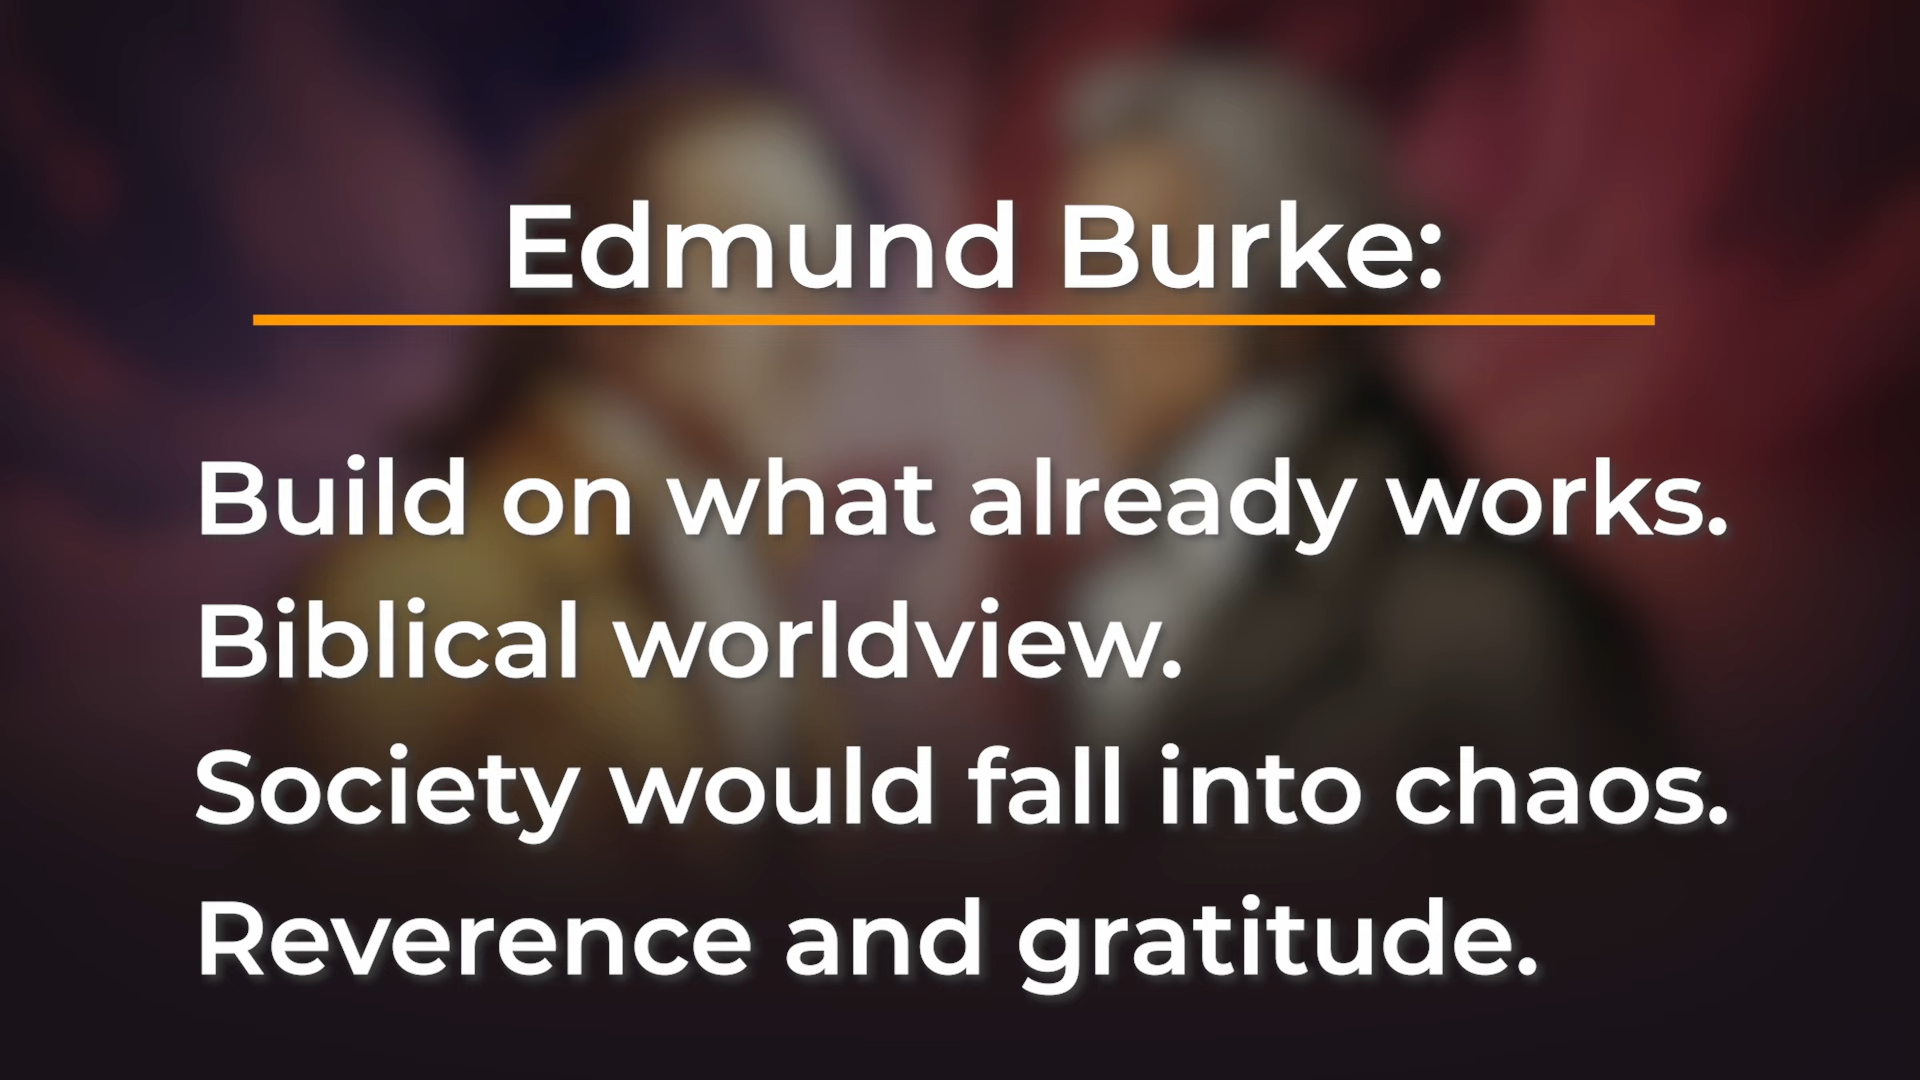 Edmund Burke:
Build on what already works.
Biblical worldview.
Society would fall into chaos.
Reverence and gratitude.